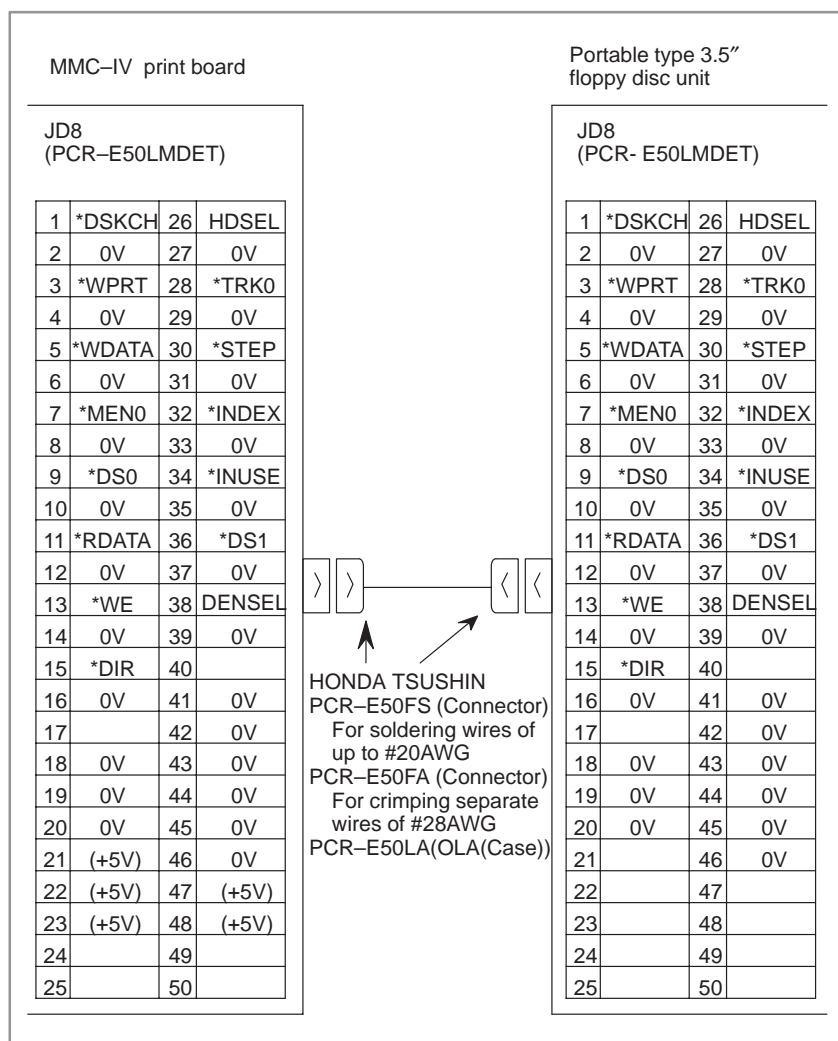 MMC–IV print board
Portable type 3.5″
floppy disc unit
JD8
(PCR–E50LMDET)
1 *DSKCH 26 HDSEL
2 0V 27 0V
3 *WPRT 28 *TRK0
4 0V 29 0V
5 *WDATA 30 *STEP
6 0V 31 0V
7 *MEN0 32 *INDEX
8 0V 33 0V
9 *DS0 34 *INUSE
10 0V 35 0V
11 *RDATA 36 *DS1
12 0V 37 0V
13 *WE 38 DENSEL
14 0V 39 0V
15 *DIR 40
16 0V 41 0V
17 42 0V
18 0V 43 0V
19 0V 44 0V
20 0V 45 0V
21 (+5V) 46 0V
22 (+5V) 47 (+5V)
23 (+5V) 48 (+5V)
24 49
25 50
HONDA TSUSHIN
PCR–E50FS (Connector)
For soldering wires of
up to #20AWG
PCR–E50FA (Connector)
For crimping separate
wires of #28AWG
PCR–E50LA(OLA(Case))
JD8
(PCR- E50LMDET)
1 *DSKCH 26 HDSEL
2 0V 27 0V
3 *WPRT 28 *TRK0
4 0V 29 0V
5 *WDATA 30 *STEP
6 0V 31 0V
7 *MEN0 32 *INDEX
8 0V 33 0V
9 *DS0 34 *INUSE
10 0V 35 0V
11 *RDATA 36 *DS1
12 0V 37 0V
13 *WE 38 DENSEL
14 0V 39 0V
15 *DIR 40
16 0V 41 0V
17 42 0V
18 0V 43 0V
19 0V 44 0V
20 0V 45 0V
21 46 0V
22 47
23 48
24 49
25 50